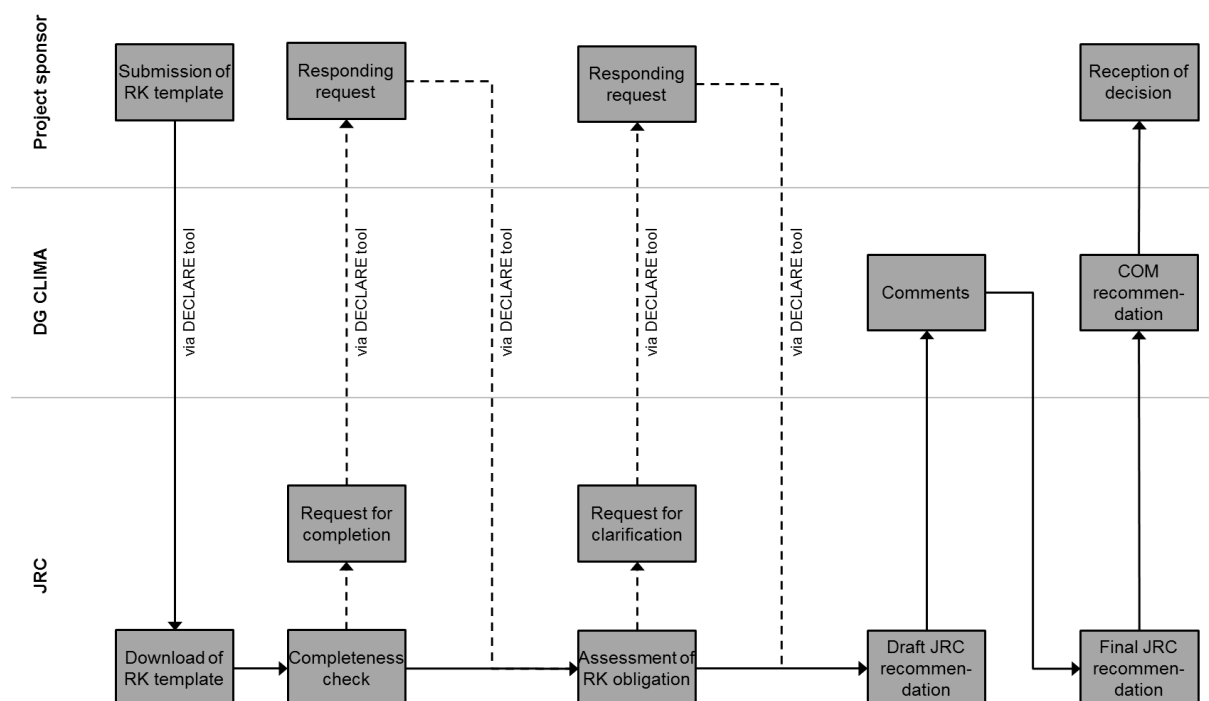 Project sponsor
Submission of
RK template
Responding
request
Responding
request
Reception of
decision
DG CLIMA
via DECLARE tool
via DECLARE tool
via DECLARE tool
via DECLARE tool
via DECLARE tool
Comments
COM
recommen-
dation
JRC
Request for
completion
Request for
clarification
Download of
RK template
Completeness
check
Assessment of
RK obligation
Draft JRC
recommen-
dation
Final JRC
recommen-
dation